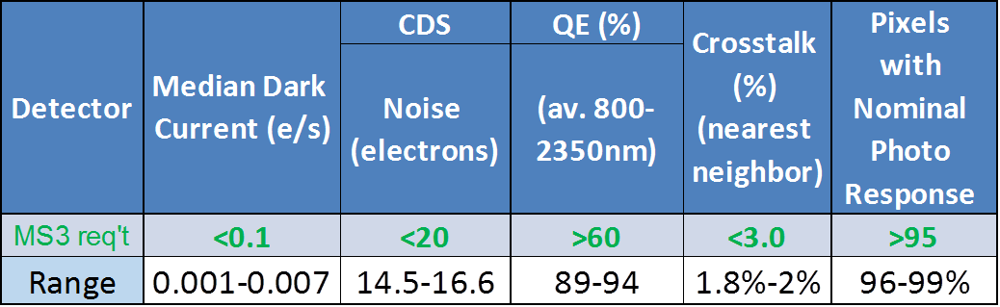 Detector
Median Dark
Current (e/s)
CDS
Noise
(electrons)
QE (%)
(av. 800-
2350nm)
Crosstalk
(%)
(nearest
neighbor)
Pixels
with
Nominal
Photo
Response
MS3 req't <0.1 <20 >60 <3.0 >95
Range 0.001-0.007 14.5-16.6 89-94 1.8%-2% 96-99%